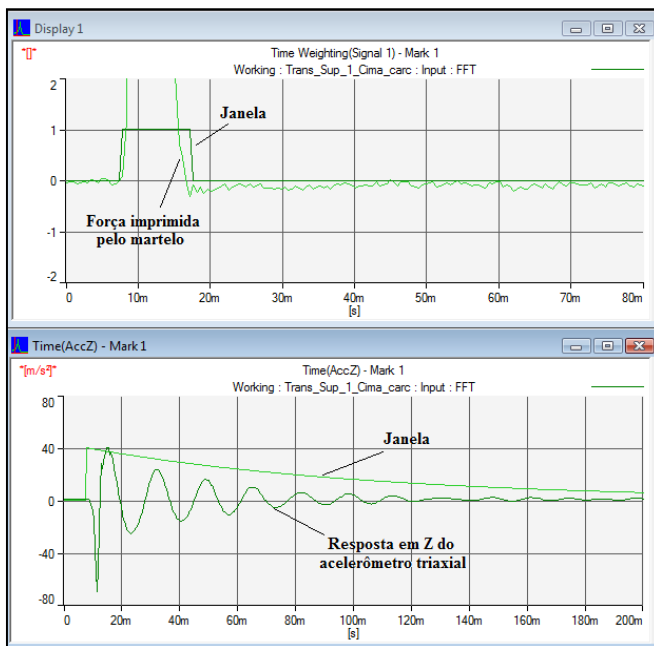 Display 1
*[]*
Time Weighting(Signal 1) - Mark 1
Working : Trans_Sup_1_Cima_carc : Input : FFT
2
1
0
-1
-2
Janela
Força imprimida
pelo martelo
0 10m 20m 30m 40m 50m 60m 70m 80m
[s]
Time(AccZ) - Mark 1
*[m/s²]*
Time(AccZ) - Mark 1
Working : Trans_Sup_1_Cima_carc : Input : FFT
80
40
0
-40
-80
Janela
Resposta em Z do
acelerômetro triaxial
0 20m 40m 60m 80m 100m 120m 140m 160m 180m 200m
[s]